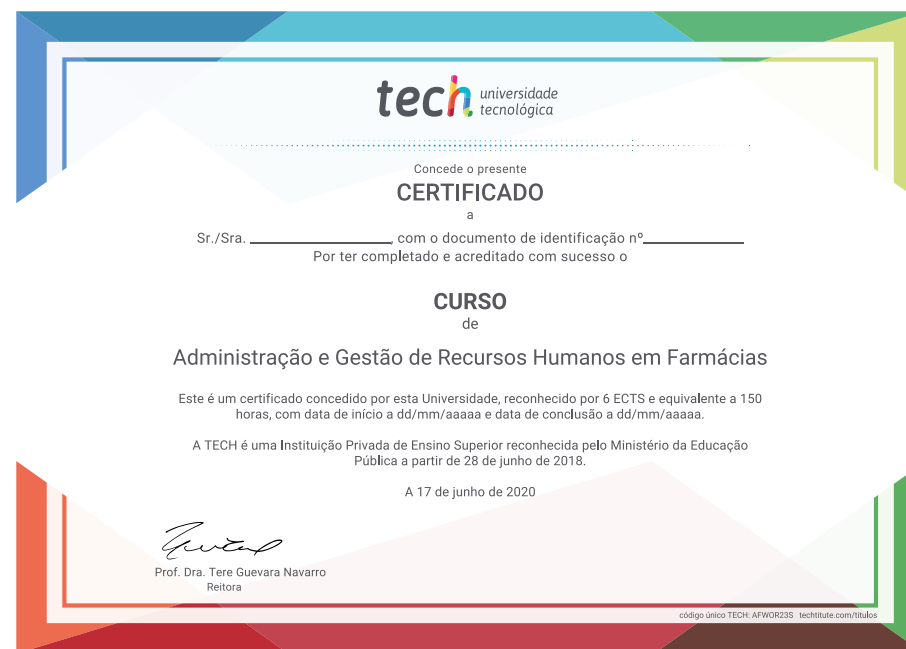 tech universidade
tecnológica
Concede o presente
CERTIFICADO
a
Sr./Sra. ____________________, com o documento de identificação nº______________
Por ter completado e acreditado com sucesso o
CURSO
de
Administração e Gestão de Recursos Humanos em Farmácias
Este é um certificado concedido por esta Universidade, reconhecido por 6 ECTS e equivalente a 150
horas, com data de início a dd/mm/aaaaa e data de conclusão a dd/mm/aaaaa.
A TECH é uma Instituição Privada de Ensino Superior reconhecida pelo Ministério da Educação
Pública a partir de 28 de junho de 2018.
A 17 de junho de 2020
Prof. Dra. Tere Guevara Navarro
Reitora
código único TECH: AFWOR23S techtitute.com/titulos